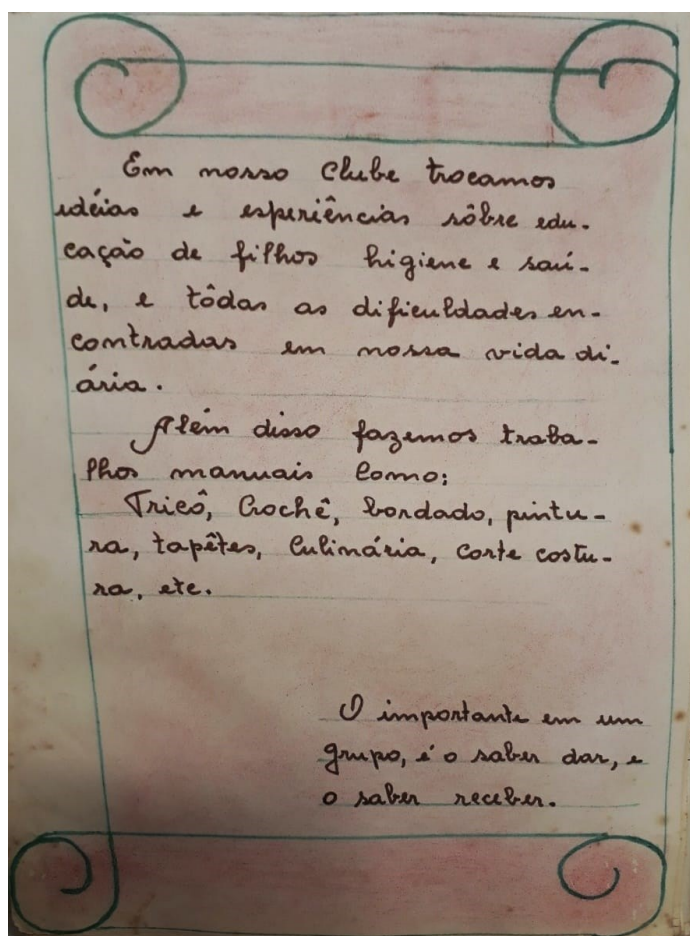 Em nosso Clube trocamos
idéias e esperiências sôbre edu-
cação de filhos higiene e saú-
de, e tôdas as dificuldades en-
contradas em nossa vida di-
ária.
Além disso fazemos traba-
lhos manuais Como:
Tricô, Crochê, bordado, pintu-
ra, tapêtes, Culinária, corte costu-
ra, etc.
O importante em um
grupo, é o saber dar, e
o saber receber.